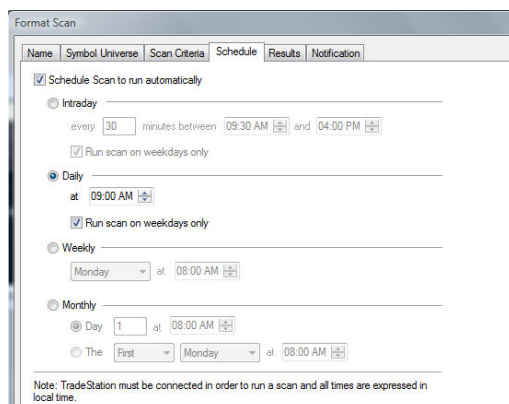 Format Scan
Name Symbol Universe Scan Criteria Schedule Results Notification
Schedule Scan to run automatically
Intraday
every 30 minutes between 09:30 AM and 04:00 PM
Run scan on weekdays only
Daily
at 09:00 AM
Run scan on weekdays only
Weekly
Monday at 08:00 AM
Monthly
Day 1 at 08:00 AM
The First Monday at 08:00 AM
Note: TradeStation must be connected in order to run a scan and all times are expressed in
local time.